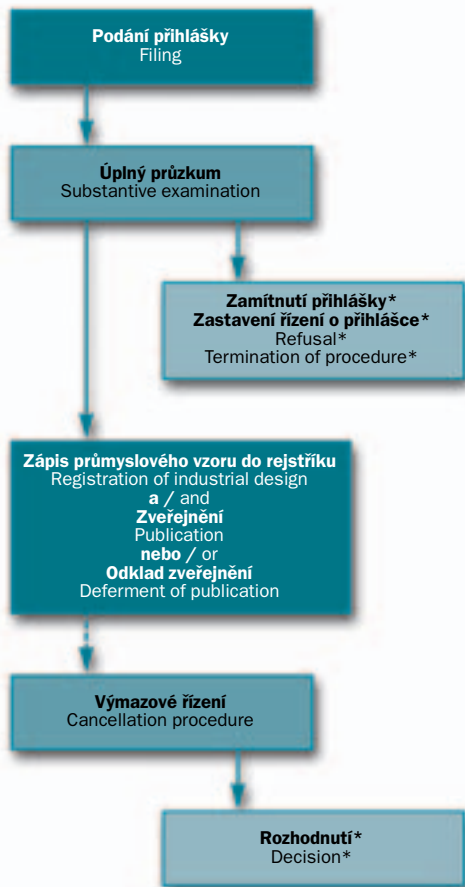 Podání přihlášky
Filing
Úplný průzkum
Substantive examination
Zamítnutí přihlášky*
Zastavení řízení o přihlášce*
Refusal*
Termination of procedure*
Zápis průmyslového vzoru do rejstříku
Registration of industrial design
a / and
Zveřejnění
Publication
nebo / or
Odklad zveřejnění
Deferment of publication
Výmazové řízení
Cancellation procedure
Rozhodnutí*
Decision*